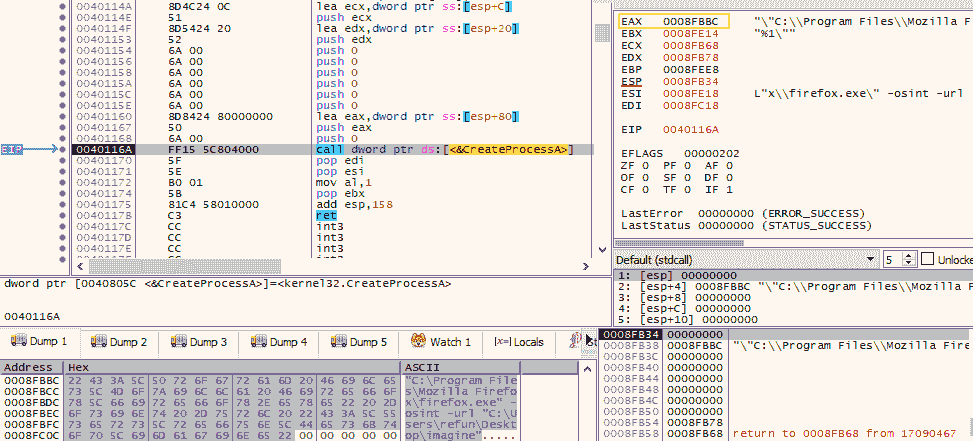 0040114A 8D4C24 0C lea ecx,dword ptr ss:[esp+C]
0040114E 51 push ecx
0040114F 8D5424 20 lea edx,dword ptr ss:[esp+20]
00401153 52 push edx
00401154 6A 00 push 0
00401156 6A 00 push 0
00401158 6A 00 push 0
0040115A 6A 00 push 0
0040115C 6A 00 push 0
0040115E 6A 00 push 0
00401160 8D8424 80000000 lea eax,dword ptr ss:[esp+80]
00401167 50 push eax
00401168 6A 00 push 0
EIP 0040116A FF15 5C804000 call dword ptr ds:[<&CreateProcessA>]
00401170 5F pop edi
00401171 5E pop esi
00401172 B0 01 mov al,1
00401174 5B pop ebx
00401175 81C4 58010000 add esp,158
0040117B C3 ret
0040117C CC int3
0040117D CC int3
0040117E CC int3
EAX 0008FBBC "\"C:\\Program Files\\Mozilla F
EBX 0008FE14 "%1\""
ECX 0008FB68
EDX 0008FB78
EBP 0008FEE8
ESP 0008FB34
ESI 0008FE18 L"x\\firefox.exe\" -osint -url
EDI 0008FC18
EIP 0040116A
EFLAGS 00000202
ZF 0 PF 0 AF 0
OF 0 SF 0 DF 0
CF 0 TF 0 IF 1
LastError 00000000 (ERROR_SUCCESS)
LastStatus 00000000 (STATUS_SUCCESS)
Default (stdcall) 5 Unlocke
1: [esp] 00000000
2: [esp+4] 0008FBBC "\"C:\\Program Files\\Mozilla
3: [esp+8] 00000000
4: [esp+C] 00000000
5: [esp+10] 00000000
dword ptr [0040805C <&CreateProcessA>]=<kernel32.CreateProcessA>
0040116A
Dump 1 Dump 2 Dump 3 Dump 4 Dump 5 Watch 1 [x=] Locals
Address Hex ASCII
0008FBBC 22 43 3A 5C 50 72 6F 67 72 61 6D 20 46 69 6C 65 "C:\Program File
0008FBCC 73 5C 4D 6F 7A 69 6C 6C 61 20 46 69 72 65 66 6F s\Mozilla Firefo
0008FBDC 78 5C 66 69 72 65 66 6F 78 2E 65 78 65 22 20 2D x\firefox.exe" -
0008FBEC 6F 73 69 6E 74 20 2D 75 72 6C 20 22 43 3A 5C 55 osint -url "C:\U
0008FBFC 73 65 72 73 5C 72 65 66 75 6E 5C 44 65 73 6B 74 sers\refun\Deskt
0008FC0C 6F 70 5C 69 6D 61 67 69 6E 65 22 00 00 00 00 00 op\imagine".....
0008FB34 00000000
0008FB38 0008FBBC "\"C:\\Program Files\\Mozilla Fire
0008FB3C 00000000
0008FB40 00000000
0008FB44 00000000
0008FB48 00000000
0008FB4C 00000000
0008FB50 00000000
0008FB54 0008FB78
0008FB58 0008FB68 return to 0008FB68 from 17090467